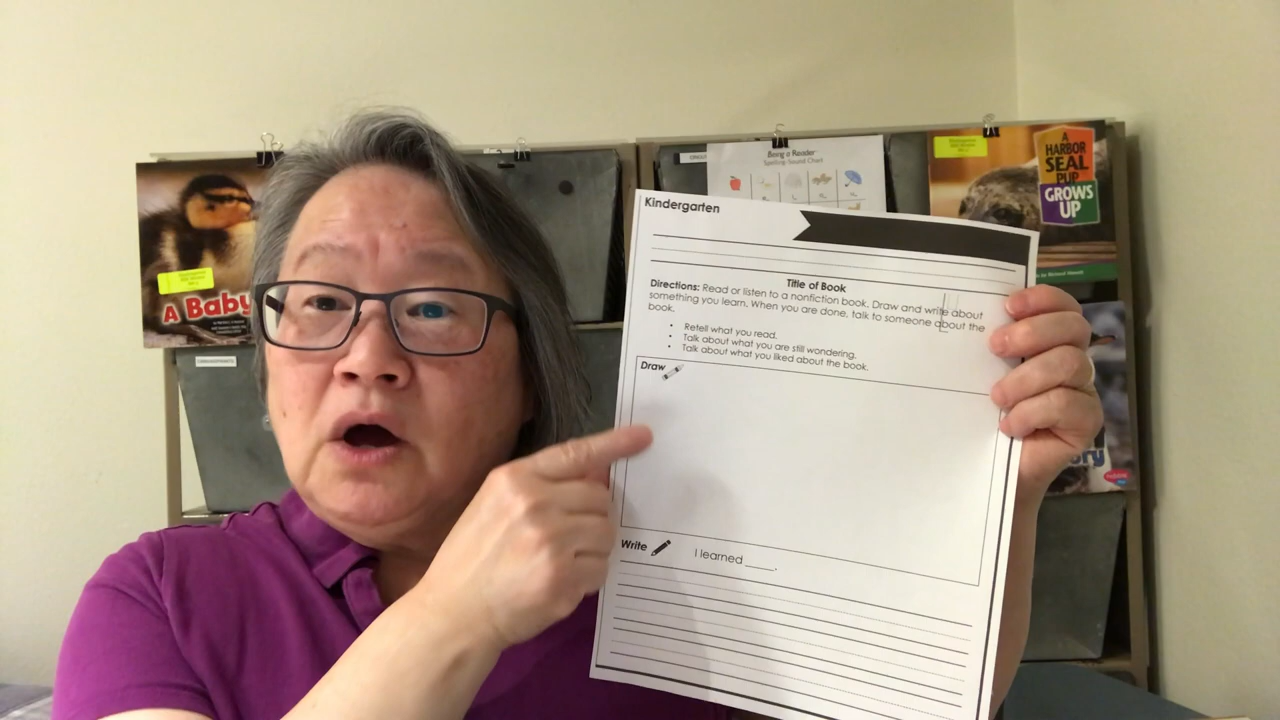 Being a Reader
Spelling-Sound Chart
A
HARBOR
SEAL
PUP
GROWS
UP
A Baby
Kindergarten
Title of Book
Directions: Read or listen to a nonfiction book. Draw and write about
something you learn. When you are done, talk to someone about the
book.
• Retell what you read.
• Talk about what you are still wondering.
• Talk about what you liked about the book.
Draw
Write
I learned ____.